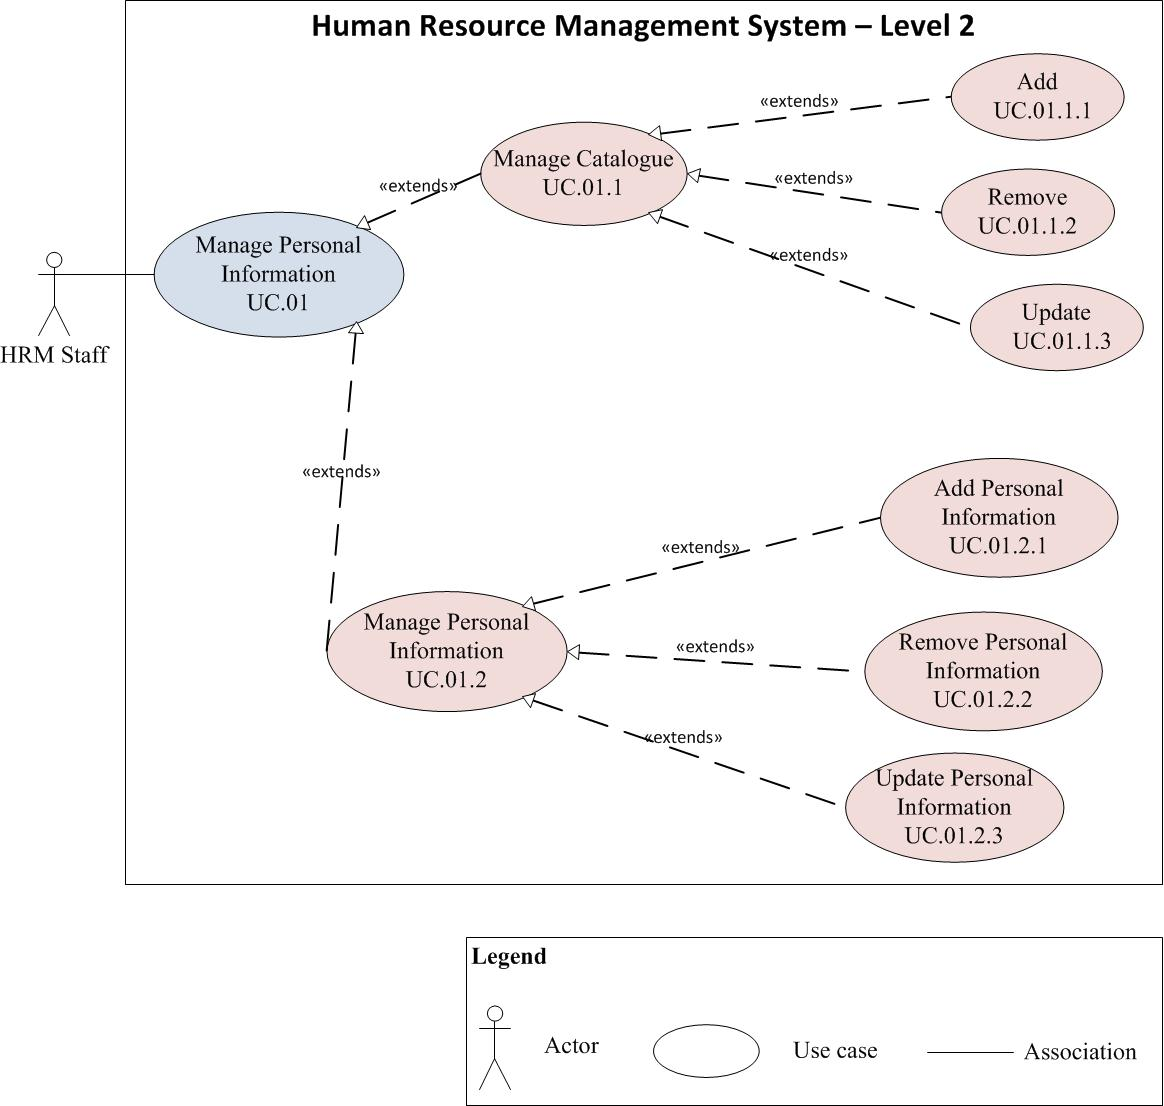 Human Resource Management System – Level 2
Add
UC.01.1.1
«extends»
Manage Catalogue
UC.01.1
«extends»
Remove
UC.01.1.2
«extends»
Manage Personal
Information
UC.01
«extends»
Update
UC.01.1.3
HRM Staff
«extends»
Add Personal
Information
UC.01.2.1
«extends»
Manage Personal
Information
UC.01.2
«extends»
Remove Personal
Information
UC.01.2.2
«extends»
Update Personal
Information
UC.01.2.3
Legend
Actor
Use case
Association